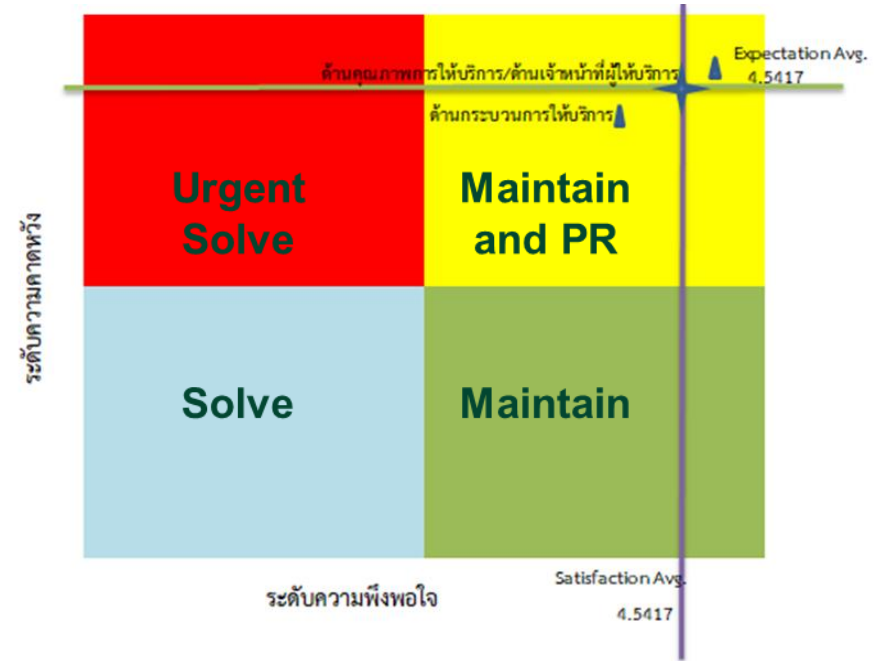 Expectation Avg.
ด้านคุณภาพการให้บริการ/ด้านเจ้าหน้าที่ผู้ให้บริการ
4.5417
ด้านกระบวนการให้บริการ
Urgent
Solve
Maintain
and PR
ระดับความคาดหวัง
Solve
Maintain
Satisfaction Avg.
ระดับความพึงพอใจ
4.5417